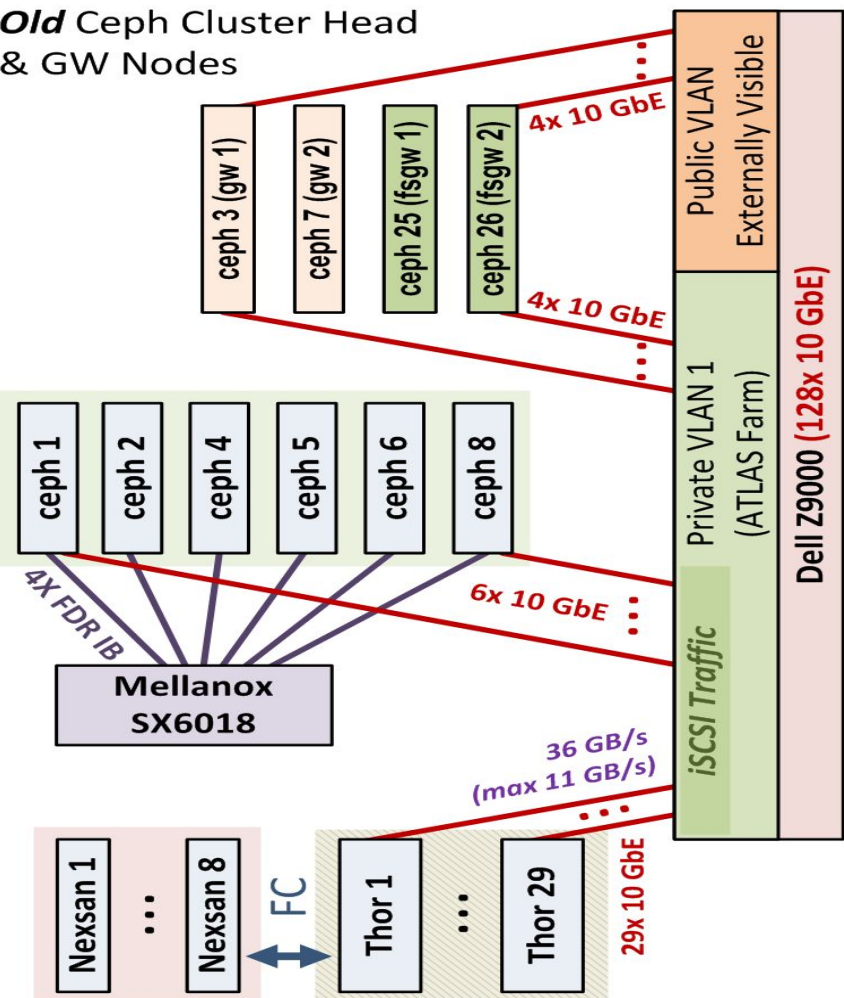 Old Ceph Cluster Head
& GW Nodes
ceph 3 (gw 1)
ceph 7 (gw 2)
ceph 25 (fsgw 1)
ceph 26 (fsgw 2)
4x 10 GbE
4x 10 GbE
Public VLAN
Externally Visible
Private VLAN 1
(ATLAS Farm)
Dell Z9000 (128x 10 GbE)
iSCSI Traffic
ceph 1
ceph 2
ceph 4
ceph 5
ceph 6
ceph 8
4X FDR IB
6x 10 GbE
Mellanox
SX6018
36 GB/s
(max 11 GB/s)
Nexsan 1
...
Nexsan 8
FC
Thor 1
...
Thor 29
29x 10 GbE